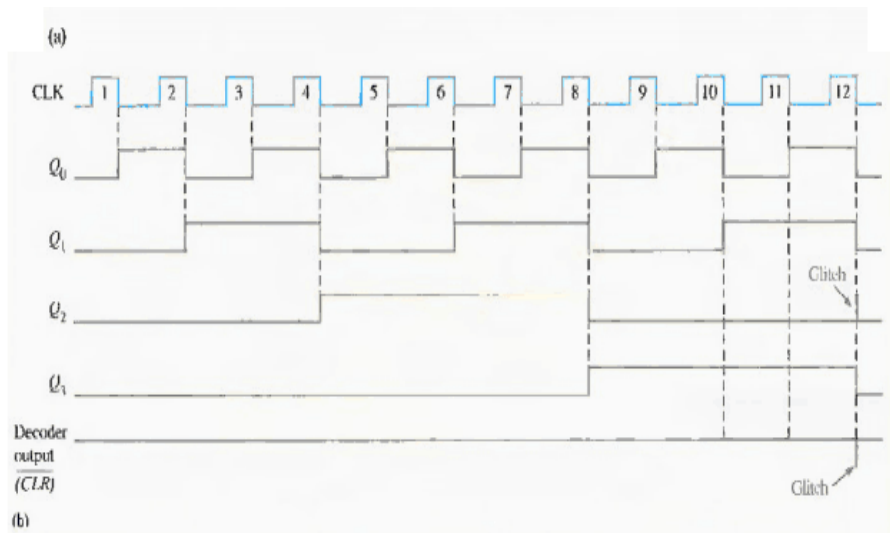 (a)
CLK 1 2 3 4 5 6 7 8 9 10 11 12
Q0
Q1
Glitch
Q2
Q3
Decoder
output
(CLR)
Glitch
(b)